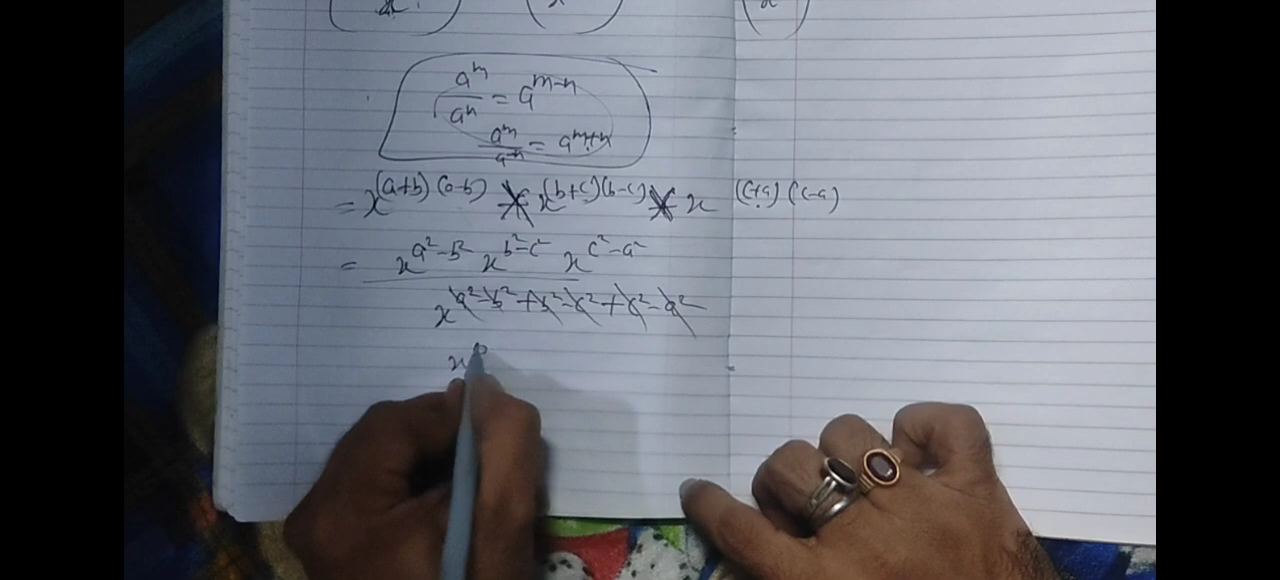 a^m / a^n = a^{m-n}
a^m / a^{-n} = a^{m+n}
= x^{(a+b)(a-b)} x^{(b+c)(b-c)} x^{(c+a)(c-a)}
= x^{a²-b²} x^{b²-c²} x^{c²-a²}
x^{a²-b²+b²-c²+c²-a²}
x^0